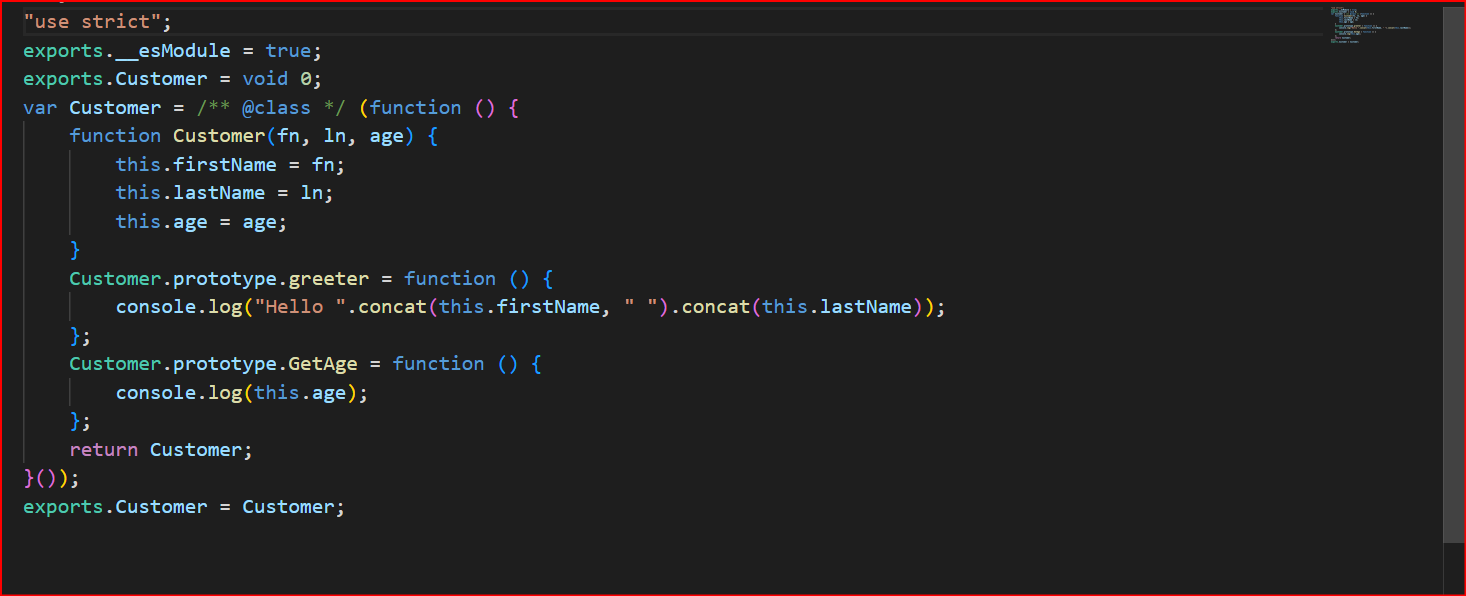 "use strict";
exports.__esModule = true;
exports.Customer = void 0;
var Customer = /** @class */ (function () {
    function Customer(fn, ln, age) {
        this.firstName = fn;
        this.lastName = ln;
        this.age = age;
    }
    Customer.prototype.greeter = function () {
        console.log("Hello ".concat(this.firstName, " ").concat(this.lastName));
    };
    Customer.prototype.GetAge = function () {
        console.log(this.age);
    };
    return Customer;
}());
exports.Customer = Customer;